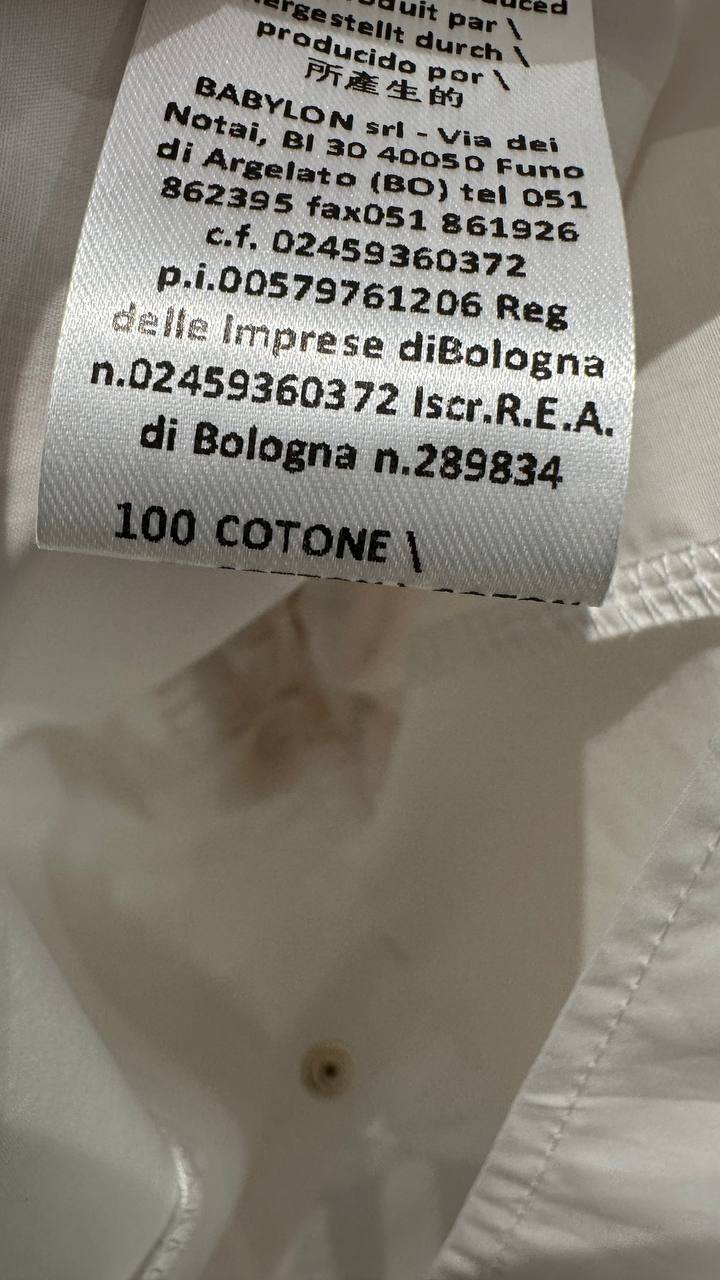 duit par \
hergestellt durch \
producido por \
所產生的
BABYLON srl - Via dei
Notai, Bl 30 40050 Funo
di Argelato (BO) tel 051
862395 fax051 861926
c.f. 02459360372
p.i.00579761206 Reg
delle Imprese diBologna
n.02459360372 Iscr.R.E.A.
di Bologna n.289834
100 COTONE \